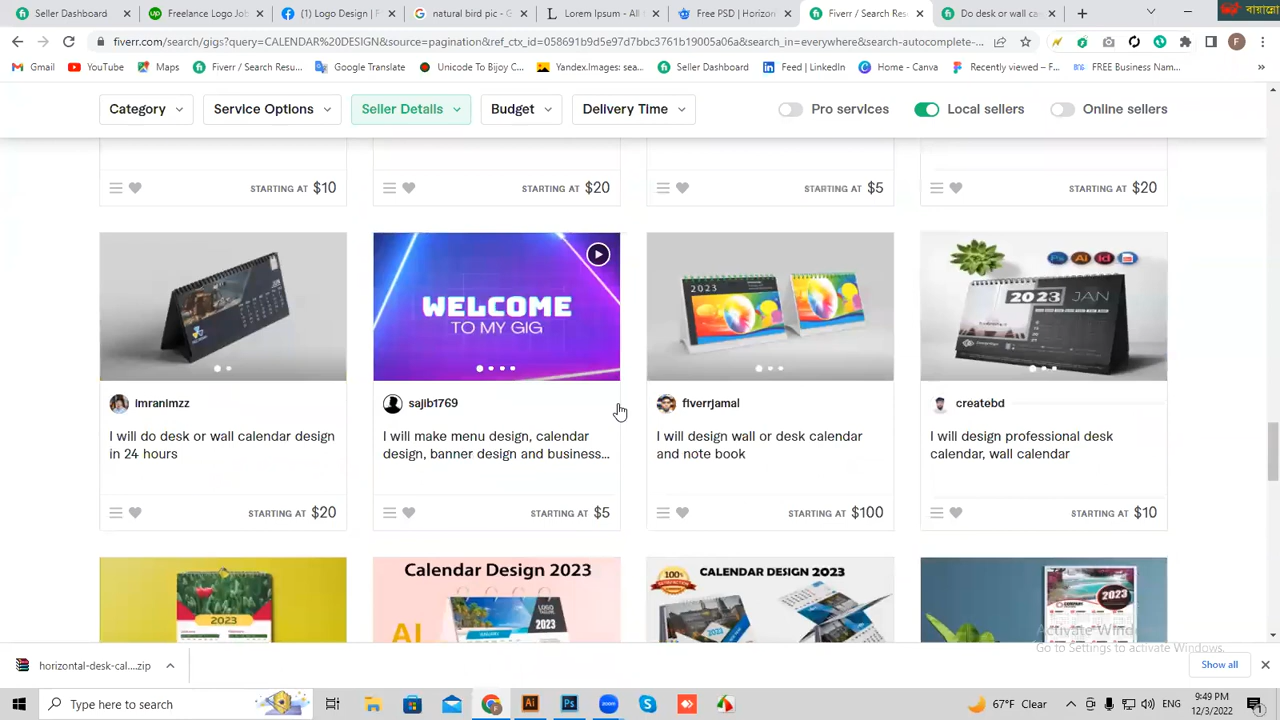 Seller Dashboard
Freelance Logo Jol
(1) Logo Design | F
natural bird pic - G
Lorem Ipsum - All
Free PSD | Horizon
Fiverr / Search Res
Desk or wall ca
বায়ান্নো
fiverr.com/search/gigs?query=CALENDAR%20DESIGN&source=pagination&ref_ctx_id=058691b9d5e97d7bbc3761b19005a06a&search_in=everywhere&search-autocomplete-...
Gmail
YouTube
Maps
Fiverr / Search Resu...
Google Translate
Unicode To Bijoy C...
Yandex.Images: sea...
Seller Dashboard
Feed | LinkedIn
Home - Canva
Recently viewed – F...
FREE Business Nam...
Category
Service Options
Seller Details
Budget
Delivery Time
Pro services
Local sellers
Online sellers
STARTING AT $10
STARTING AT $20
STARTING AT $5
STARTING AT $20
WELCOME
TO MY GIG
2023
2023 JAN
imranimzz
sajib1769
fiverrjamal
createbd
I will do desk or wall calendar design
in 24 hours
I will make menu design, calendar
design, banner design and business...
I will design wall or desk calendar
and note book
I will design professional desk
calendar, wall calendar
STARTING AT $20
STARTING AT $5
STARTING AT $100
STARTING AT $10
2023
Calendar Design 2023
AI
LOGO
2023
100%
CALENDAR DESIGN 2023
2023
2023
Activate Wind
Go to Settings to activate Windows.
horizontal-desk-cal....zip
Show all
Type here to search
67°F Clear
ENG
9:49 PM
12/3/2022